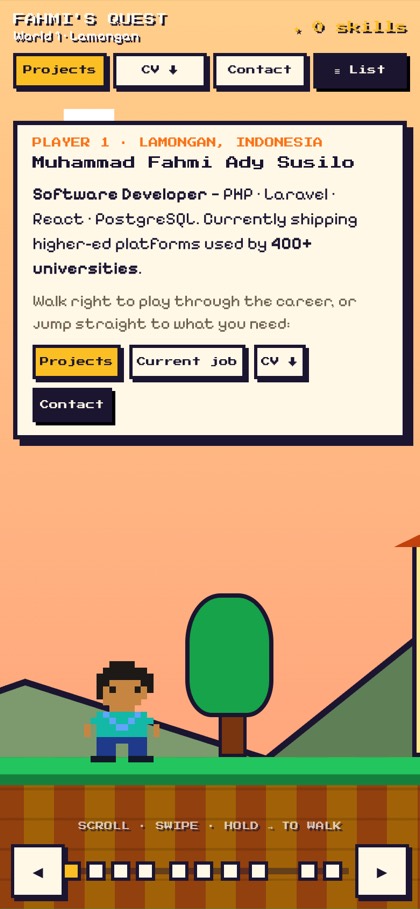 FAHMI'S QUEST
World 1 · Lamongan
★ 0 skills
Projects
CV ⬇
Contact
≡ List
PLAYER 1 · LAMONGAN, INDONESIA
Muhammad Fahmi Ady Susilo
Software Developer – PHP · Laravel ·
React · PostgreSQL. Currently shipping
higher-ed platforms used by 400+
universities.
Walk right to play through the career, or
jump straight to what you need:
Projects
Current job
CV ⬇
Contact
SCROLL · SWIPE · HOLD → TO WALK
◀
▶